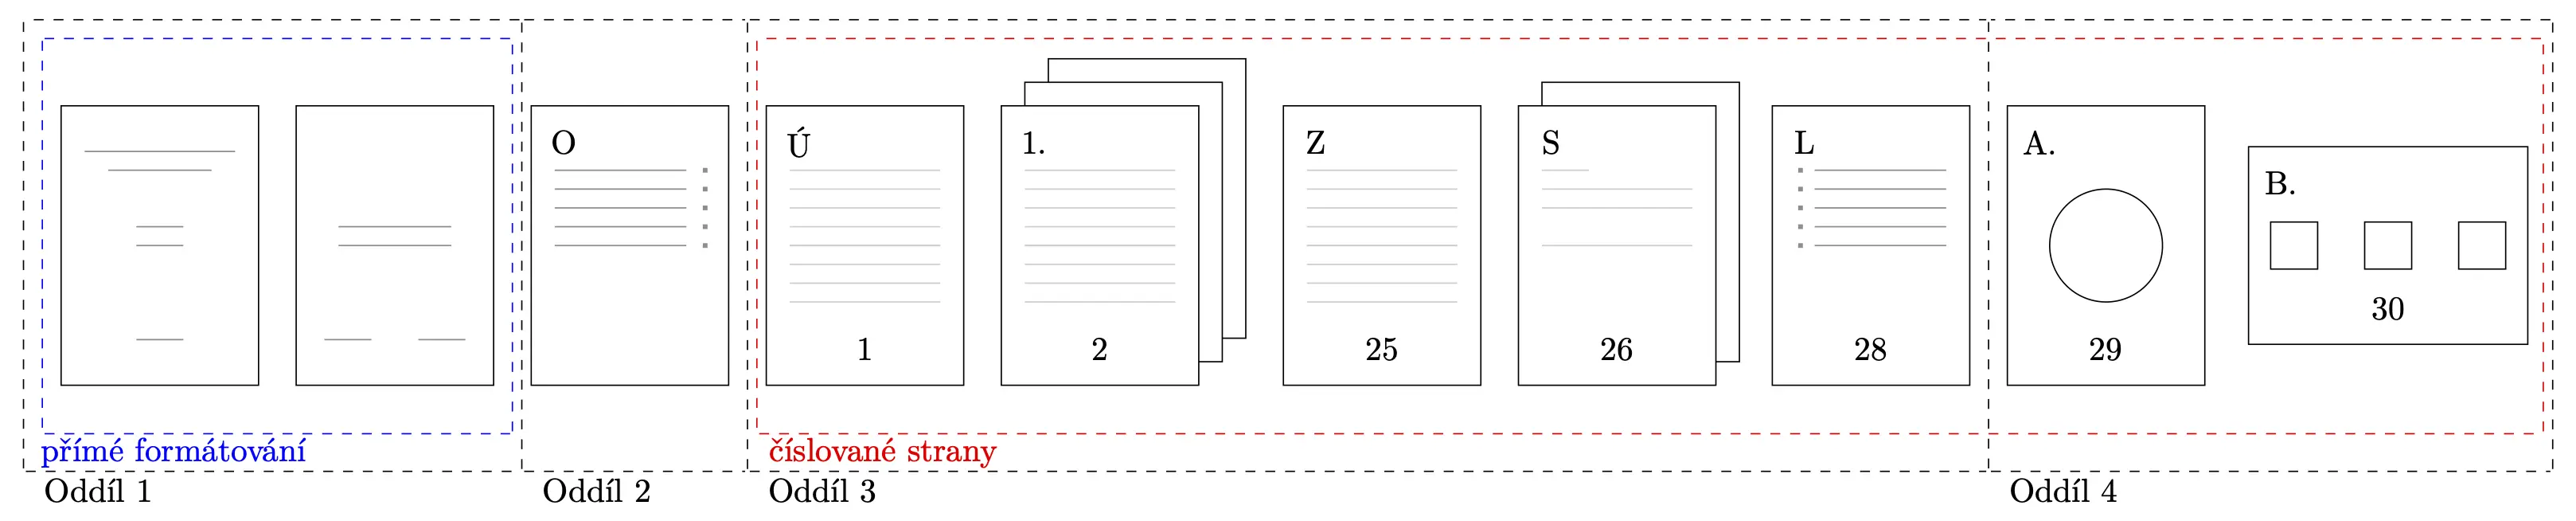 O
Ú
1.
Z
S
L
A.
B.
1
2
25
26
28
29
30
přímé formátování
číslované strany
Oddíl 1
Oddíl 2
Oddíl 3
Oddíl 4